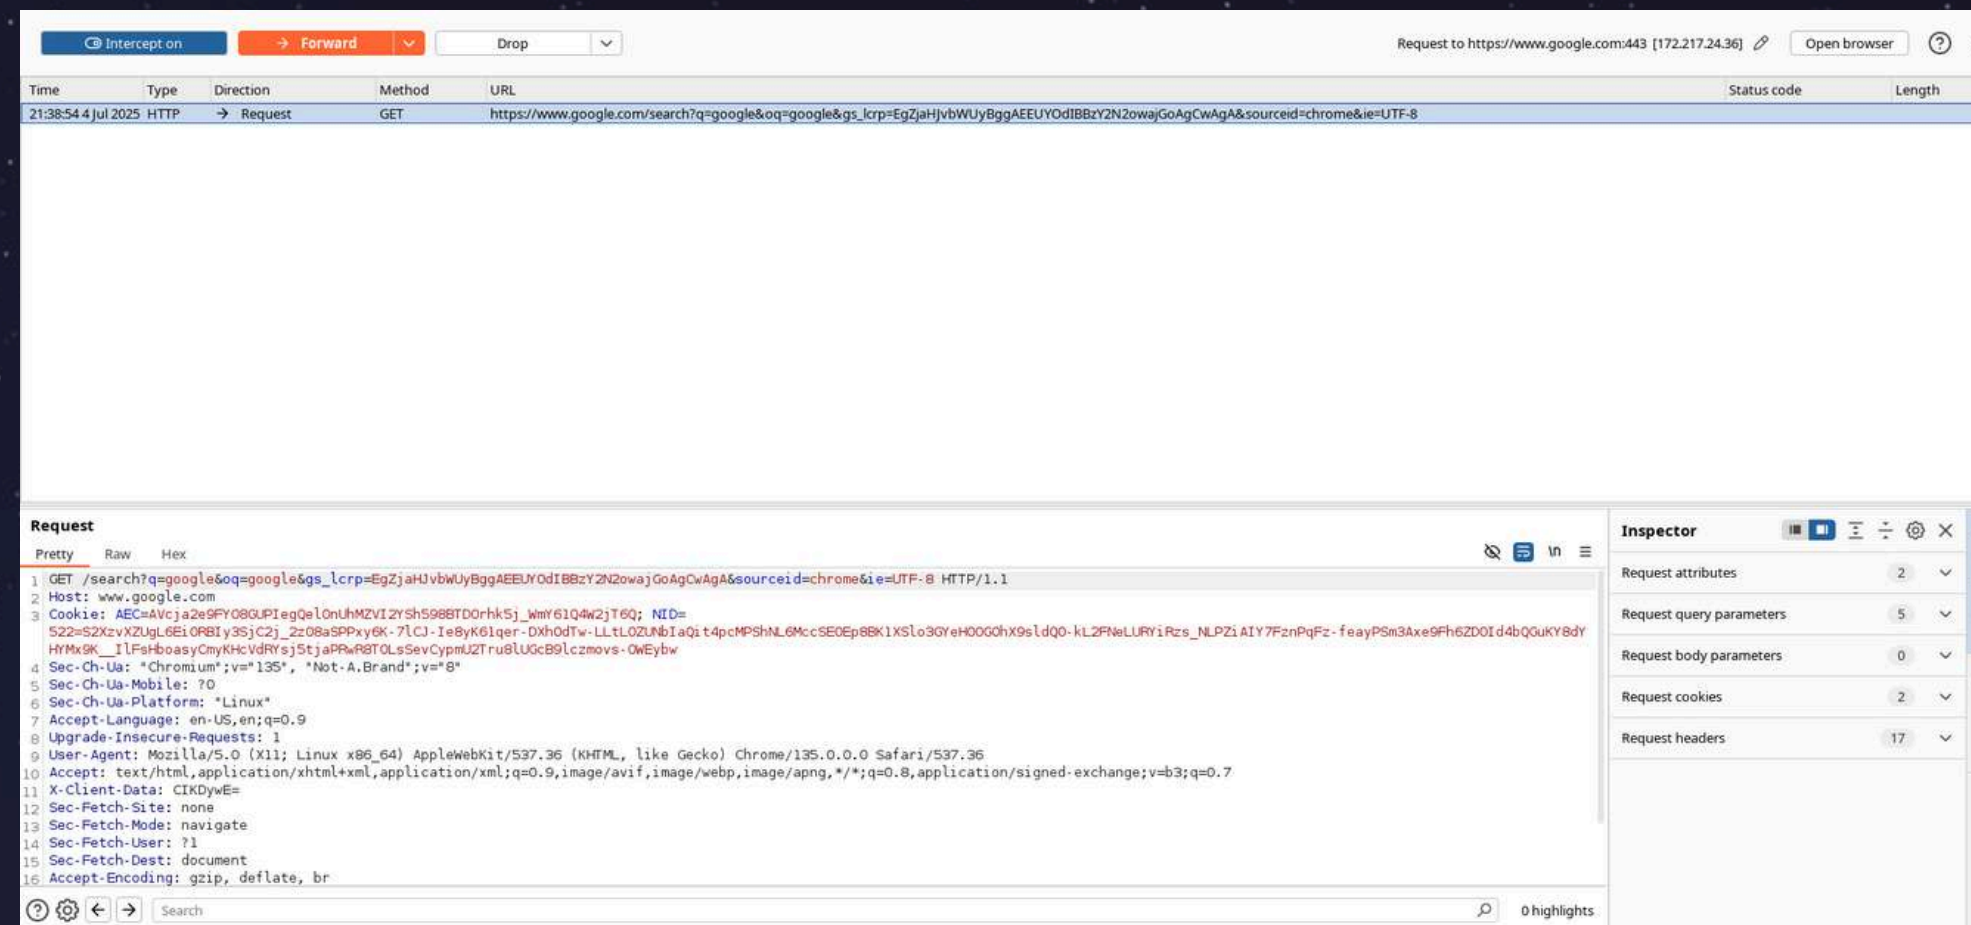 Intercept on Forward Drop Request to https://www.google.com:443 [172.217.24.36] Open browser
Time Type Direction Method URL Status code Length
21:38:54 4 Jul 2025 HTTP → Request GET https://www.google.com/search?q=google&oq=google&gs_lcrp=EgZjaHJvbWUyBggAEEUYOdIBBzY2N2owajGoAgCwAgA&sourceid=chrome&ie=UTF-8
Request
Pretty Raw Hex \n
1 GET /search?q=google&oq=google&gs_lcrp=EgZjaHJvbWUyBggAEEUYOdIBBzY2N2owajGoAgCwAgA&sourceid=chrome&ie=UTF-8 HTTP/1.1
2 Host: www.google.com
3 Cookie: AEC=AVcja2e9FYO8GUPIegQelOnUhMZVI2YSh598BTDOrhk5j_WmY61Q4W2jT6Q; NID=
522=S2XzvXZUgL6EiORBIy3SjC2j_2z08aSPPxy6K-7lCJ-Ie8yK61qer-DXhOdTw-LLtLOZUNbIaQit4pcMPShNL6MccSEOEp8BK1XSlo3GYeHOOGOhX9sldQO-kL2FNeLURYiRzs_NLPZiAIY7FznPqFz-feayPSm3Axe9Fh6ZDOId4bQGuKY8dY
HYMx9K__IlFsHboasyCmyKHcVdRYsj5tjaPRwR8TOLsSevCypmU2Tru8lUGcB9lczmovs-OWEybw
4 Sec-Ch-Ua: "Chromium";v="135", "Not-A.Brand";v="8"
5 Sec-Ch-Ua-Mobile: ?0
6 Sec-Ch-Ua-Platform: "Linux"
7 Accept-Language: en-US,en;q=0.9
8 Upgrade-Insecure-Requests: 1
9 User-Agent: Mozilla/5.0 (X11; Linux x86_64) AppleWebKit/537.36 (KHTML, like Gecko) Chrome/135.0.0.0 Safari/537.36
10 Accept: text/html,application/xhtml+xml,application/xml;q=0.9,image/avif,image/webp,image/apng,*/*;q=0.8,application/signed-exchange;v=b3;q=0.7
11 X-Client-Data: CIKDywE=
12 Sec-Fetch-Site: none
13 Sec-Fetch-Mode: navigate
14 Sec-Fetch-User: ?1
15 Sec-Fetch-Dest: document
16 Accept-Encoding: gzip, deflate, br
Search 0 highlights
Inspector
Request attributes 2
Request query parameters 5
Request body parameters 0
Request cookies 2
Request headers 17